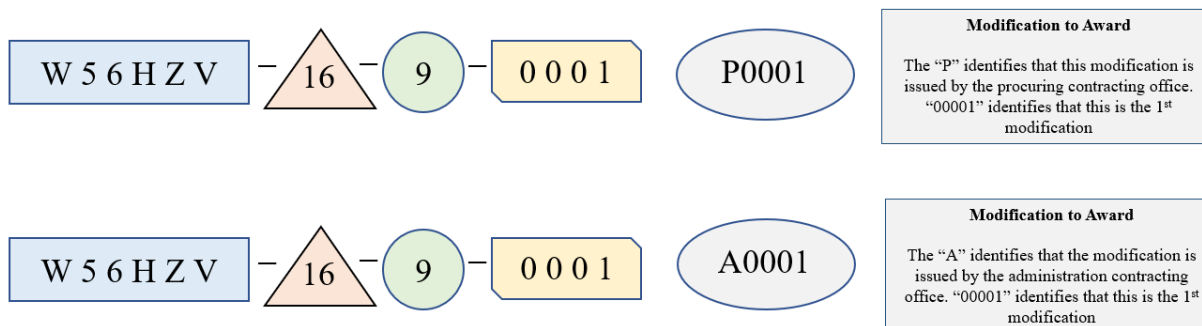 W 5 6 H Z V – 16 – 9 – 0 0 0 1 P0001
Modification to Award
The “P” identifies that this modification is
issued by the procuring contracting office.
“00001” identifies that this is the 1st
modification
W 5 6 H Z V – 16 – 9 – 0 0 0 1 A0001
Modification to Award
The “A” identifies that the modification is
issued by the administration contracting
office. “00001” identifies that this is the 1st
modification